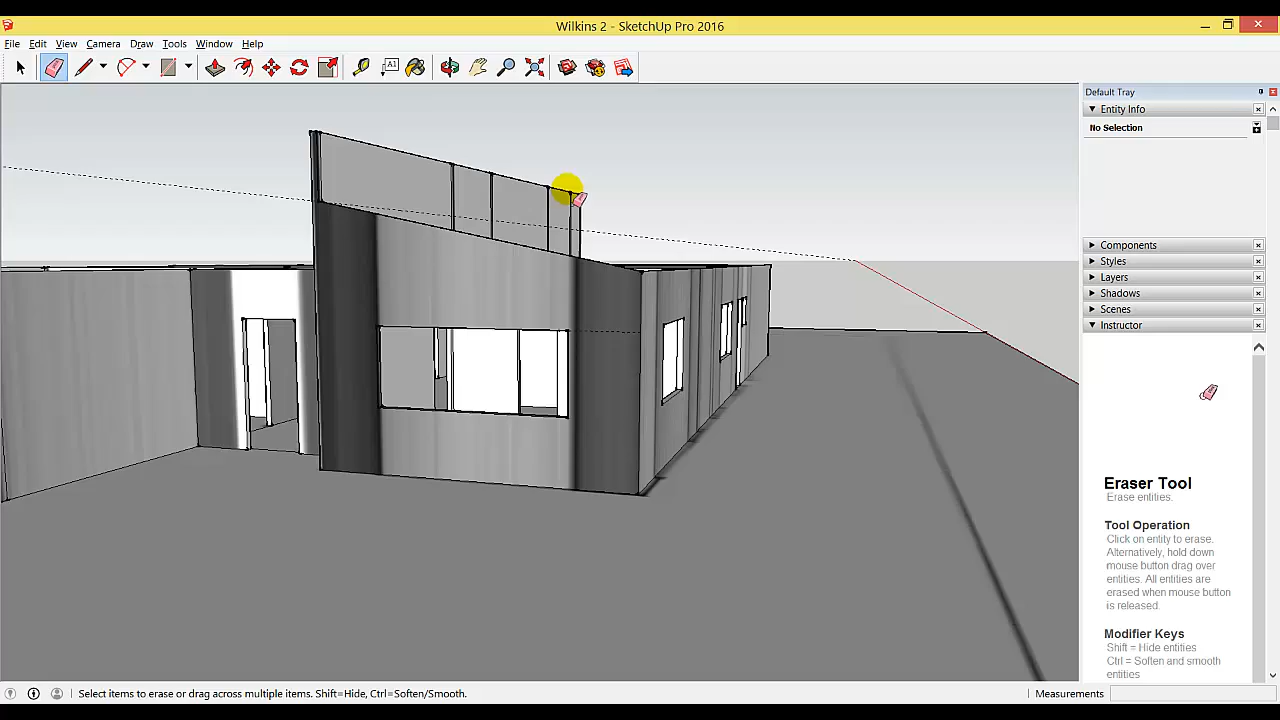 Wilkins 2 - SketchUp Pro 2016
File Edit View Camera Draw Tools Window Help
A1
Default Tray
Entity Info
No Selection
Components
Styles
Layers
Shadows
Scenes
Instructor
Eraser Tool
Erase entities.
Tool Operation
Click on entity to erase.
Alternatively, hold down
mouse button drag over
entities. All entities are
erased when mouse button
is released.
Modifier Keys
Shift = Hide entities
Ctrl = Soften and smooth
entities
Select items to erase or drag across multiple items. Shift=Hide, Ctrl=Soften/Smooth.
Measurements